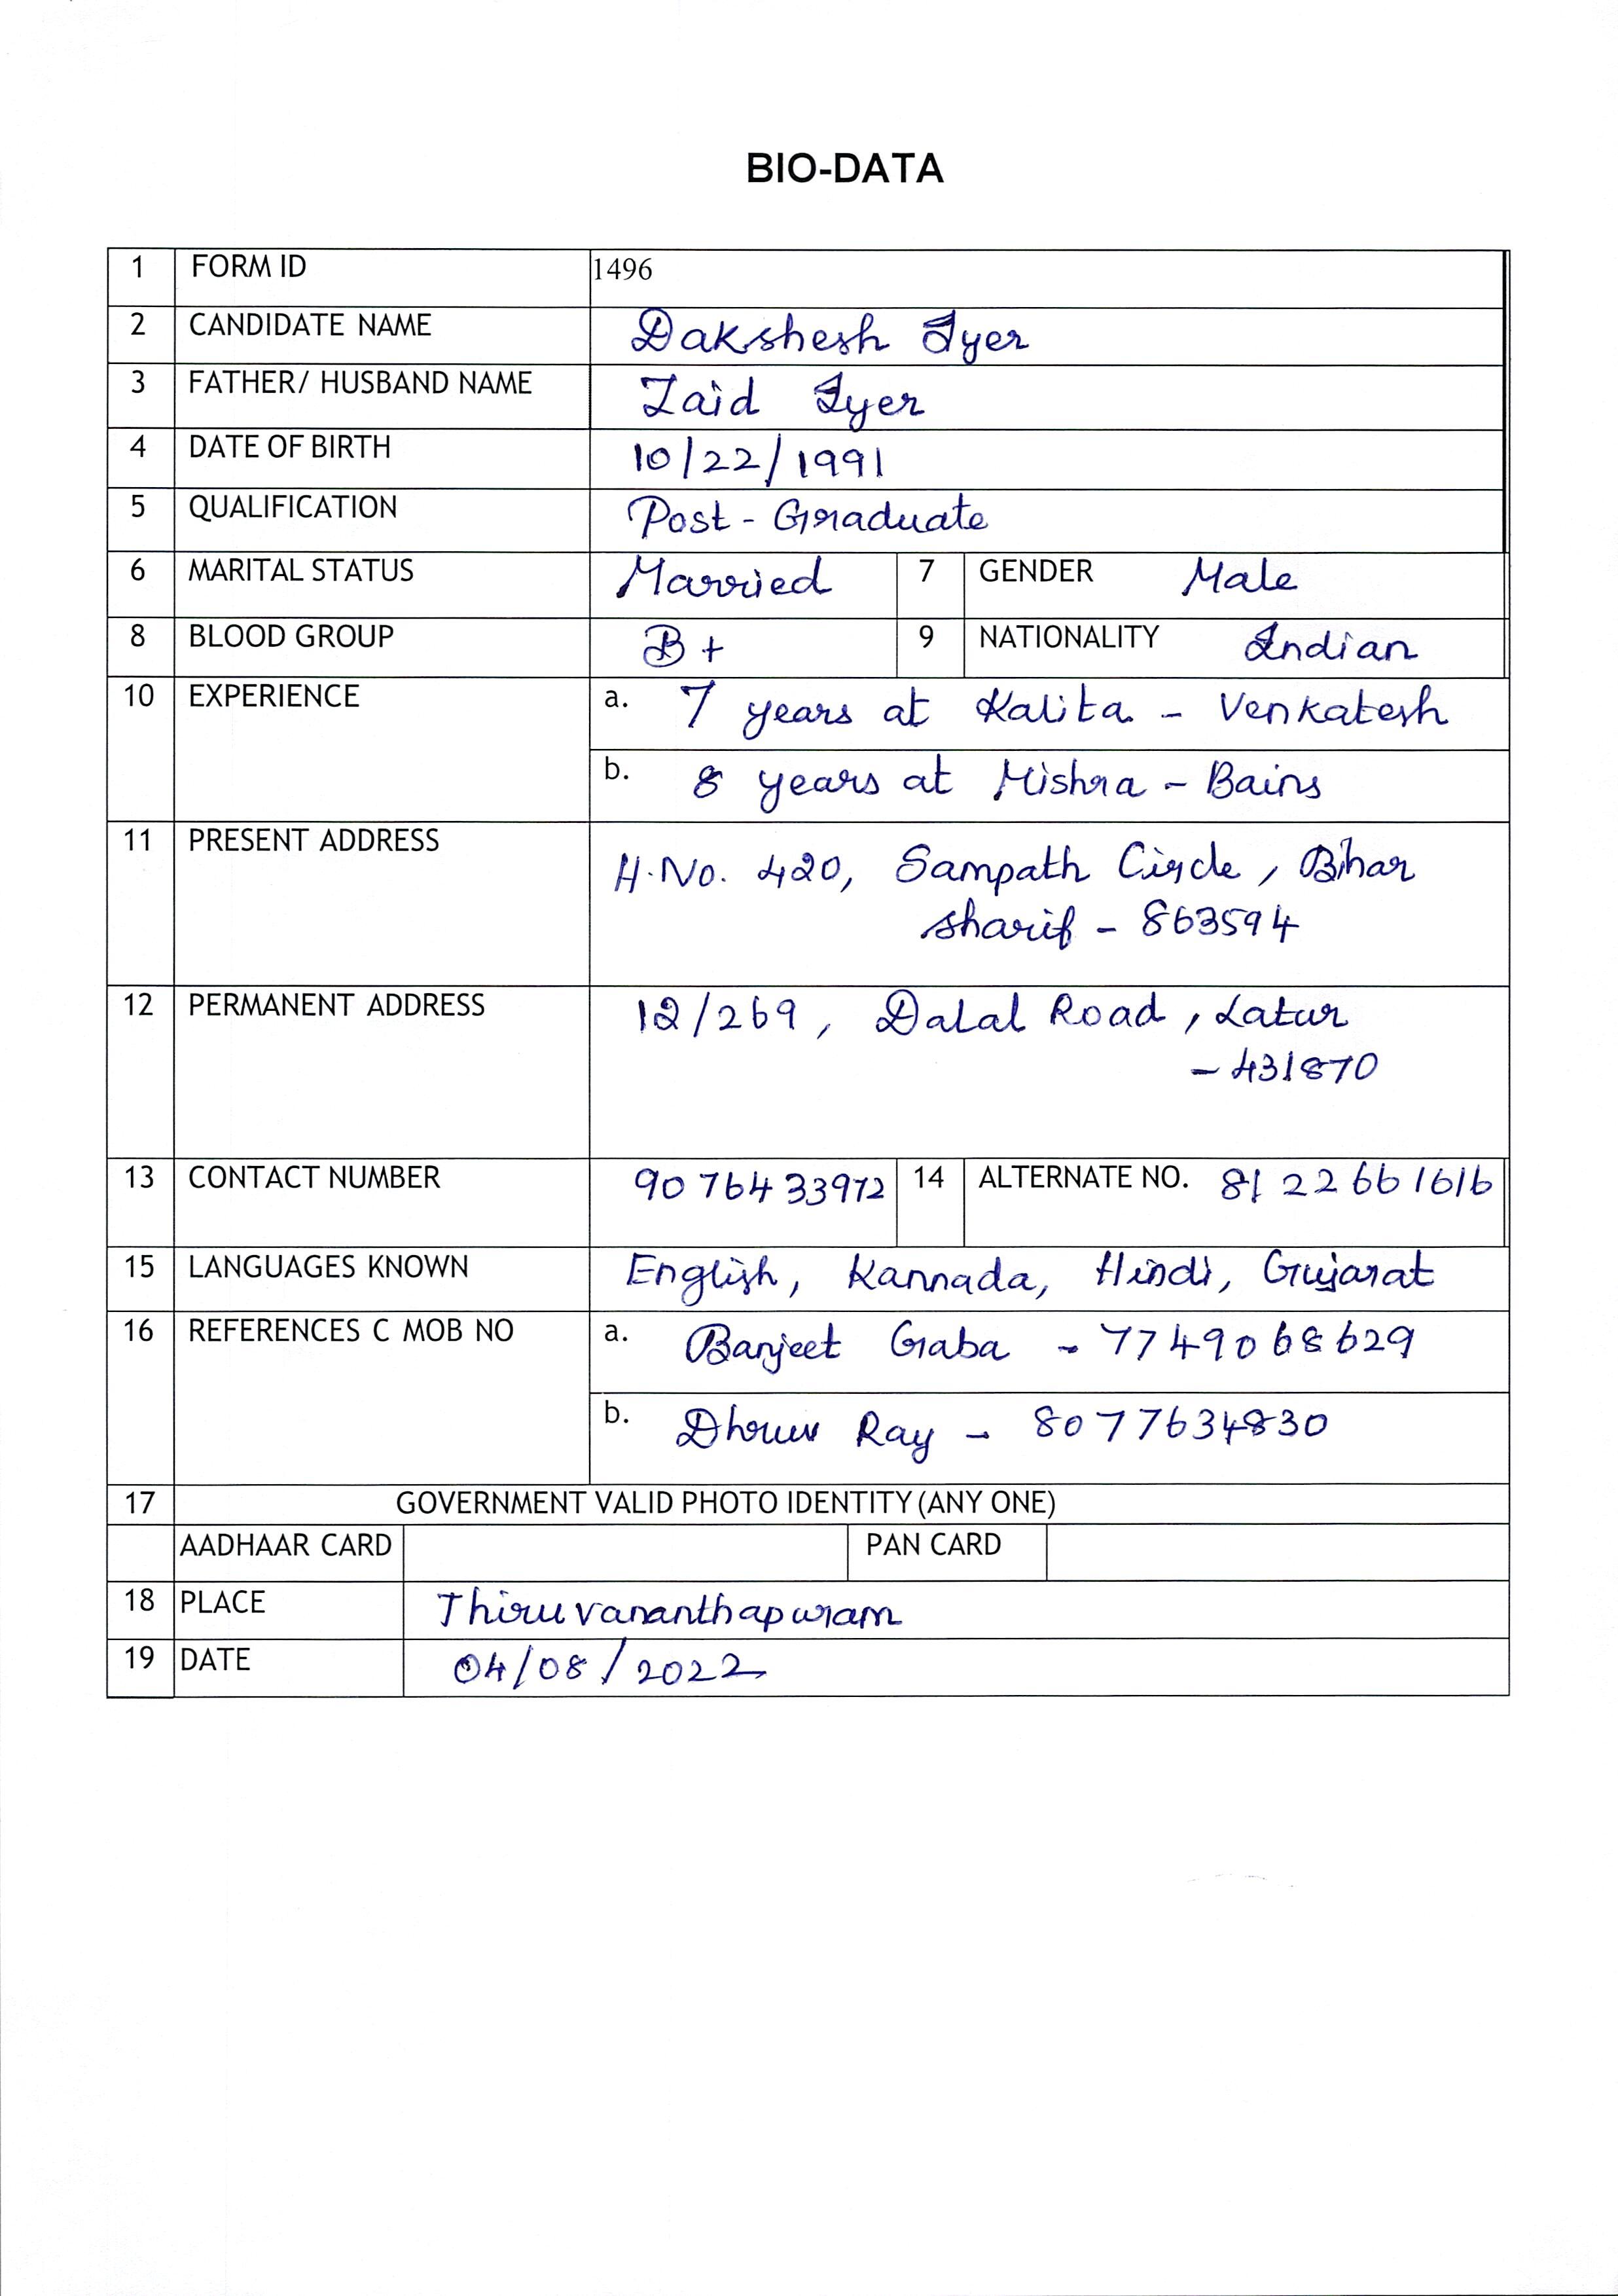 BIO-DATA
1 FORM ID 1496
2 CANDIDATE NAME Dakshesh Iyer
3 FATHER/ HUSBAND NAME Zaid Iyer
4 DATE OF BIRTH 10/22/1991
5 QUALIFICATION Post - Graduate
6 MARITAL STATUS Married 7 GENDER Male
8 BLOOD GROUP B+ 9 NATIONALITY Indian
10 EXPERIENCE a. 7 years at Kalita - Venkatesh
b. 8 years at Mishra - Bains
11 PRESENT ADDRESS H.No. 420, Sampath Circle, Bihar
sharif - 863594
12 PERMANENT ADDRESS 12/269, Dalal Road, Latur
- 431870
13 CONTACT NUMBER 9076433972 14 ALTERNATE NO. 8122661616
15 LANGUAGES KNOWN English, Kannada, Hindi, Gujarat
16 REFERENCES C MOB NO a. Banjeet Gaba - 7749068629
b. Dhruv Ray - 8077634830
17 GOVERNMENT VALID PHOTO IDENTITY (ANY ONE)
AADHAAR CARD PAN CARD
18 PLACE Thiruvananthapuram
19 DATE 04/08/2022